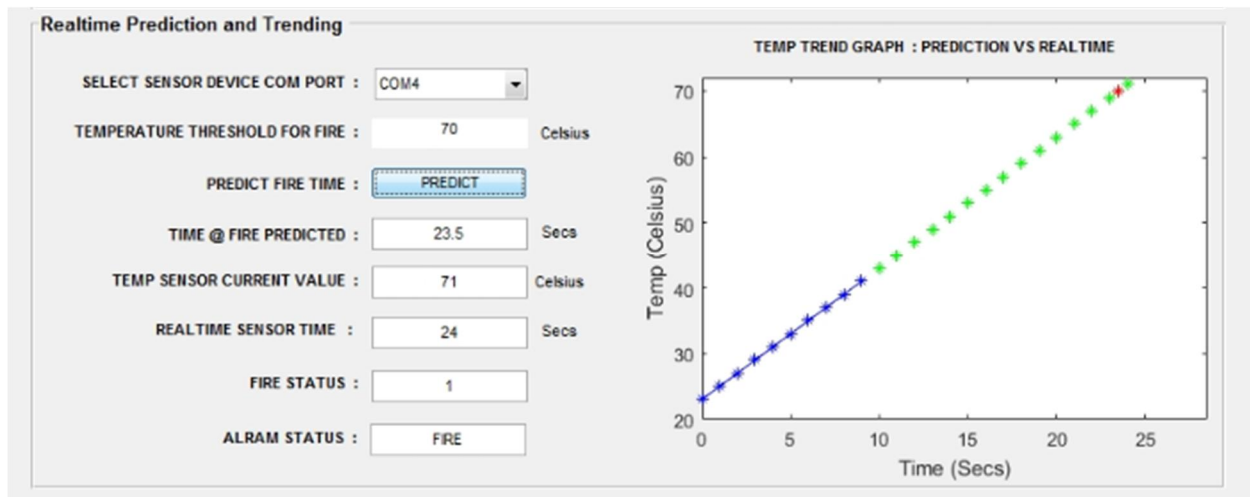 Realtime Prediction and Trending
SELECT SENSOR DEVICE COM PORT :
COM4
TEMPERATURE THRESHOLD FOR FIRE :
70
Celsius
PREDICT FIRE TIME :
PREDICT
TIME @ FIRE PREDICTED :
23.5
Secs
TEMP SENSOR CURRENT VALUE :
71
Celsius
REALTIME SENSOR TIME :
24
Secs
FIRE STATUS :
1
ALRAM STATUS :
FIRE
TEMP TREND GRAPH : PREDICTION VS REALTIME
Temp (Celsius)
70
60
50
40
30
20
0 5 10 15 20 25
Time (Secs)